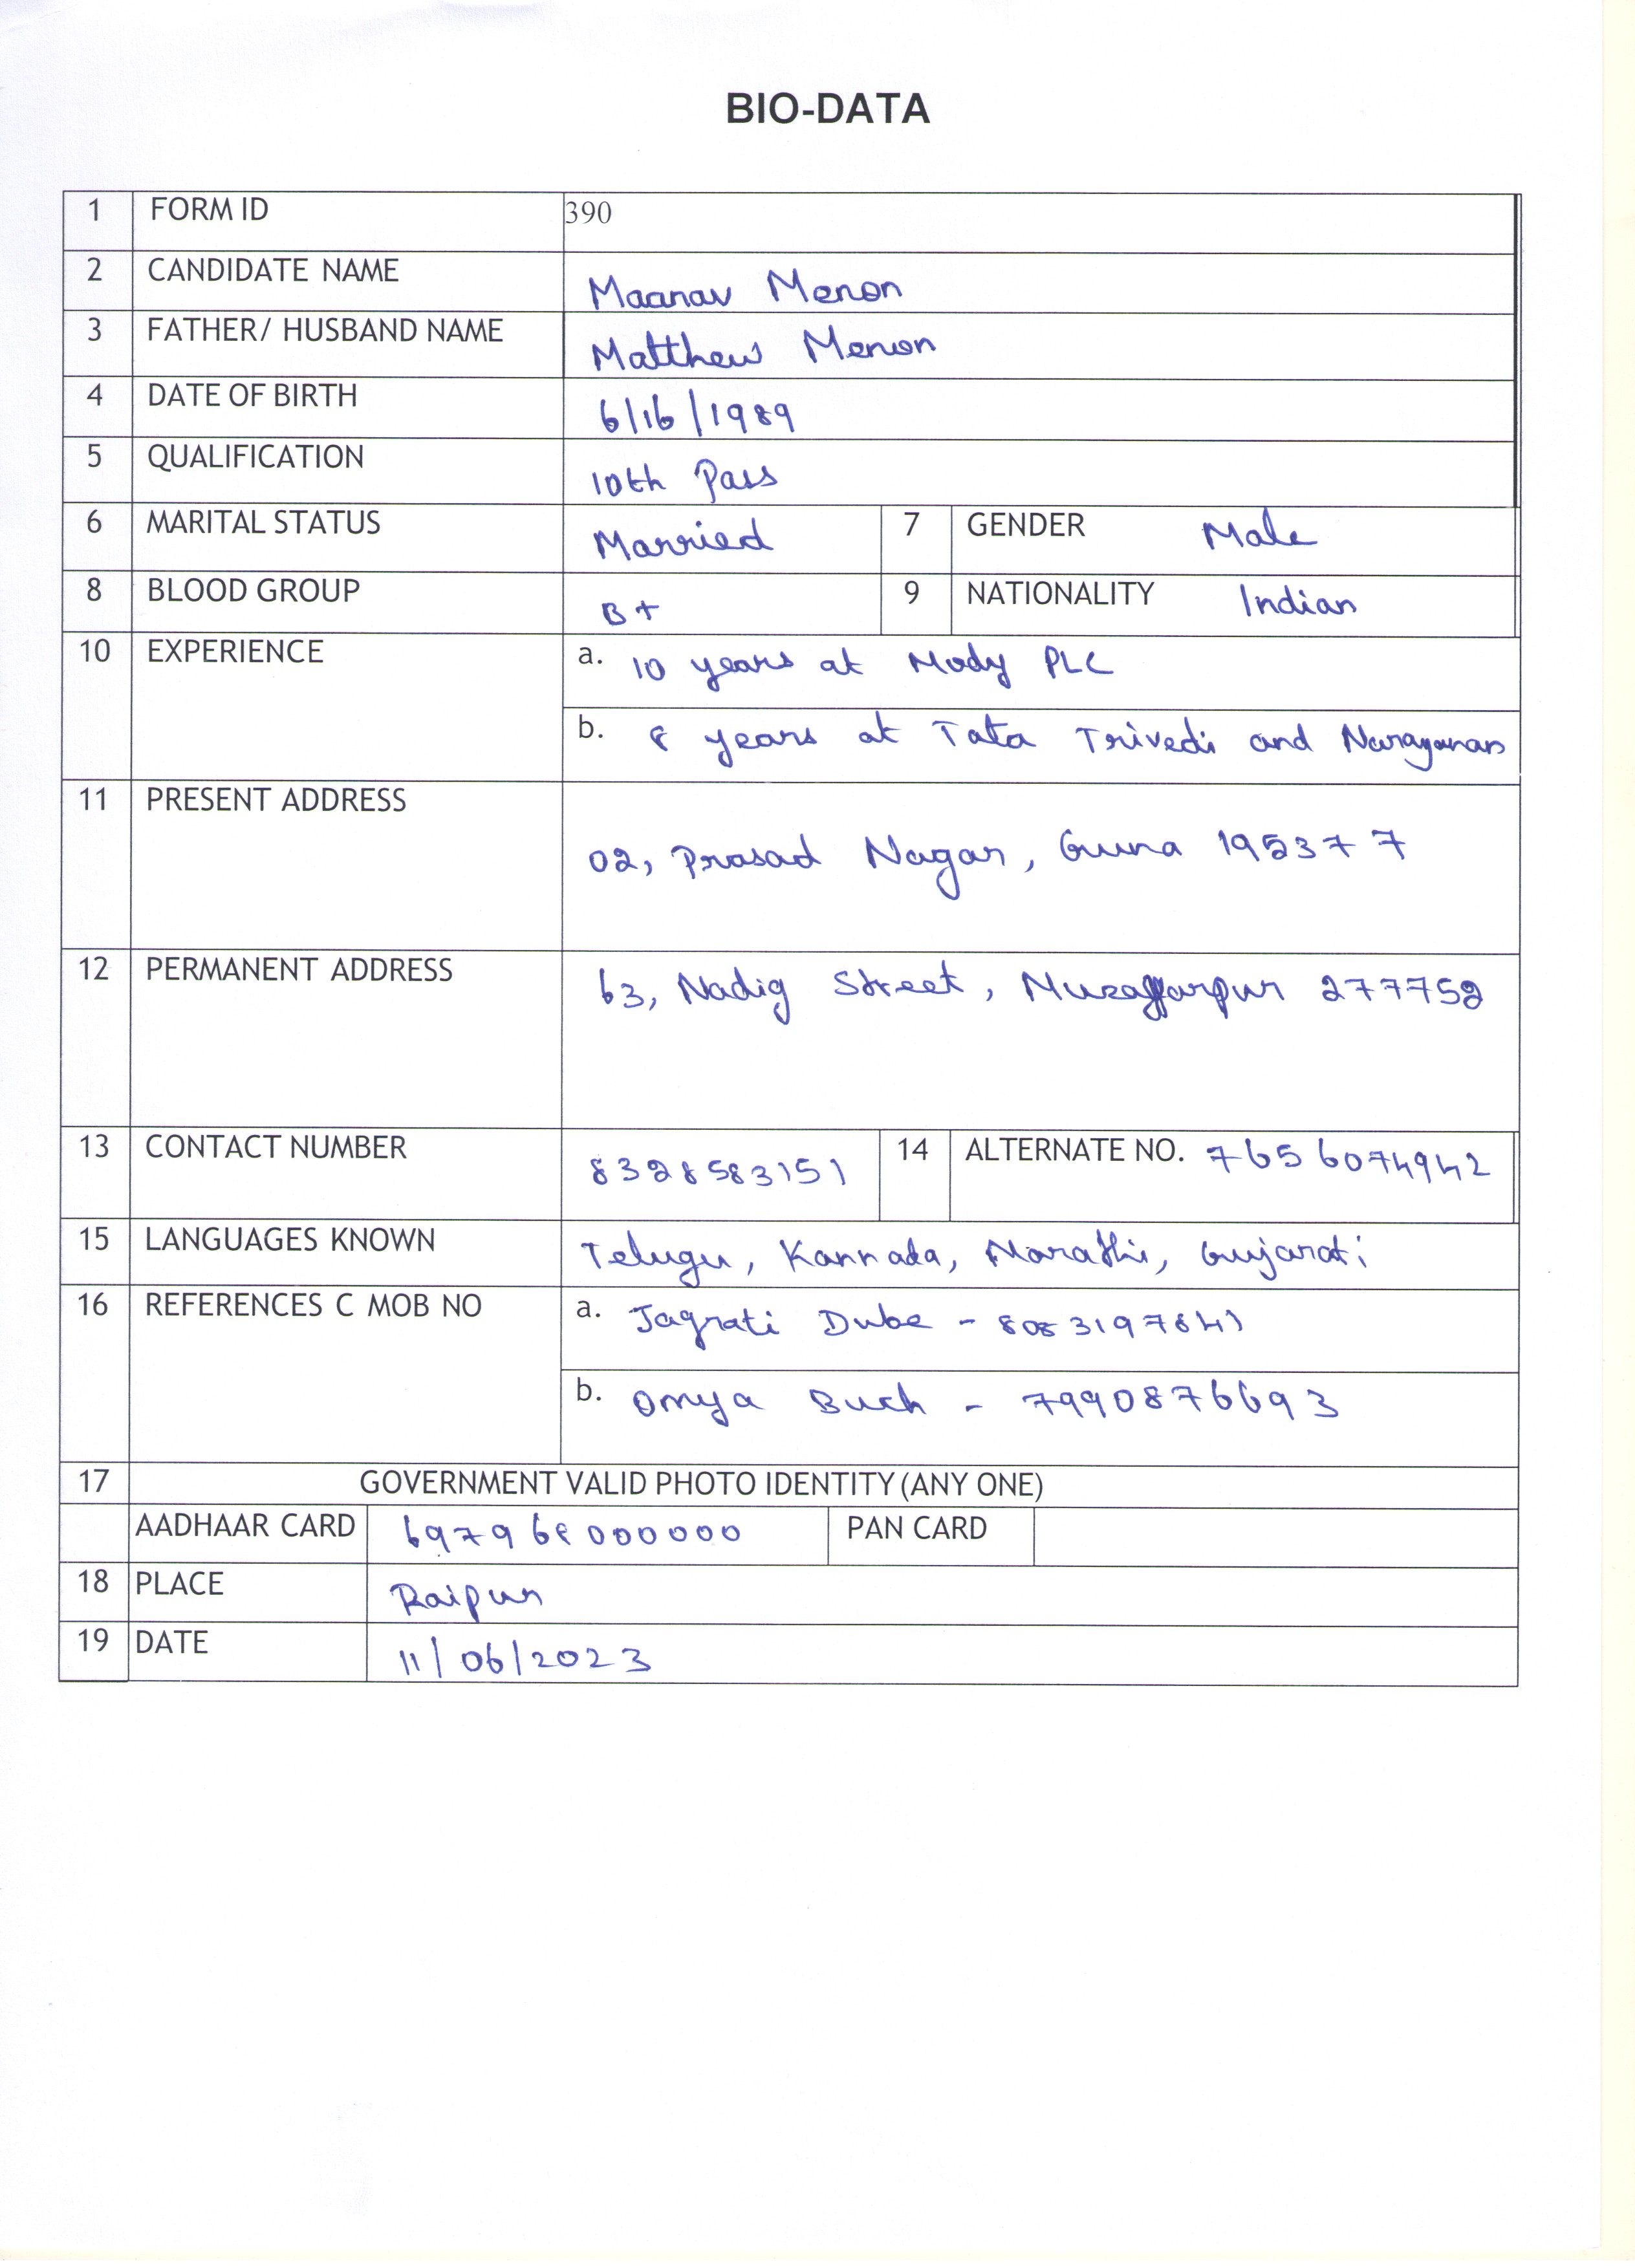 BIO-DATA
1 FORM ID 390
2 CANDIDATE NAME Maanav Menon
3 FATHER/ HUSBAND NAME Matthew Menon
4 DATE OF BIRTH 6/16/1989
5 QUALIFICATION 10th Pass
6 MARITAL STATUS Married 7 GENDER Male
8 BLOOD GROUP B+ 9 NATIONALITY Indian
10 EXPERIENCE a. 10 years at Mody PLC
b. 8 years at Tata Trivedi and Narayanan
11 PRESENT ADDRESS
02, Prasad Nagar, Guna 195377
12 PERMANENT ADDRESS 63, Nadig Street, Muzaffarpur 277752
13 CONTACT NUMBER 8328583151 14 ALTERNATE NO. 7656074942
15 LANGUAGES KNOWN Telugu, Kannada, Marathi, Gujarati
16 REFERENCES C MOB NO a. Jagrati Dube - 8083197841
b. Omya Buch - 7990876693
17 GOVERNMENT VALID PHOTO IDENTITY (ANY ONE)
AADHAAR CARD 697968000000 PAN CARD
18 PLACE Raipur
19 DATE 11/06/2023